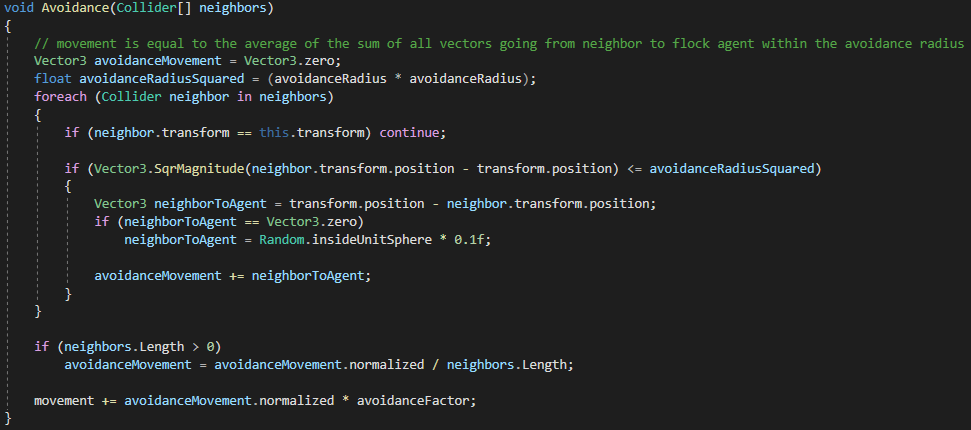 void Avoidance(Collider[] neighbors)
{
// movement is equal to the average of the sum of all vectors going from neighbor to flock agent within the avoidance radius
Vector3 avoidanceMovement = Vector3.zero;
float avoidanceRadiusSquared = (avoidanceRadius * avoidanceRadius);
foreach (Collider neighbor in neighbors)
{
if (neighbor.transform == this.transform) continue;
if (Vector3.SqrMagnitude(neighbor.transform.position - transform.position) <= avoidanceRadiusSquared)
{
Vector3 neighborToAgent = transform.position - neighbor.transform.position;
if (neighborToAgent == Vector3.zero)
neighborToAgent = Random.insideUnitSphere * 0.1f;
avoidanceMovement += neighborToAgent;
}
}
if (neighbors.Length > 0)
avoidanceMovement = avoidanceMovement.normalized / neighbors.Length;
movement += avoidanceMovement.normalized * avoidanceFactor;
}